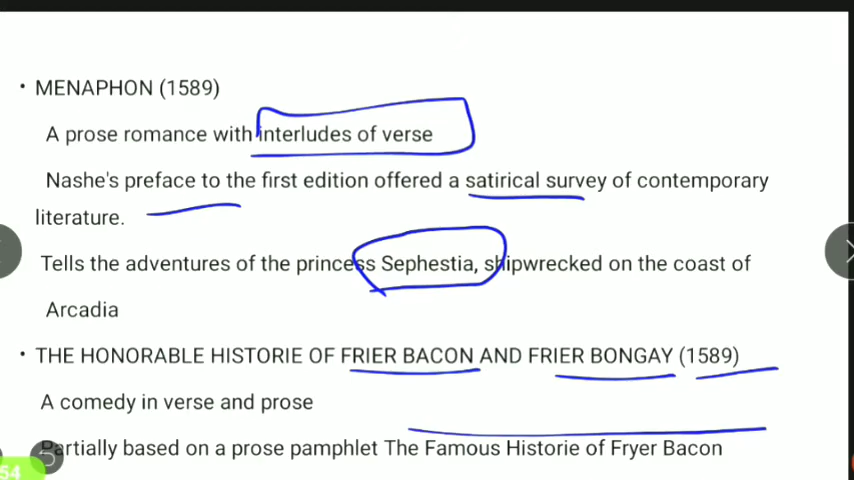 • MENAPHON (1589)
A prose romance with interludes of verse
Nashe's preface to the first edition offered a satirical survey of contemporary
literature.
Tells the adventures of the princess Sephestia, shipwrecked on the coast of
Arcadia
• THE HONORABLE HISTORIE OF FRIER BACON AND FRIER BONGAY (1589)
A comedy in verse and prose
Partially based on a prose pamphlet The Famous Historie of Fryer Bacon
54